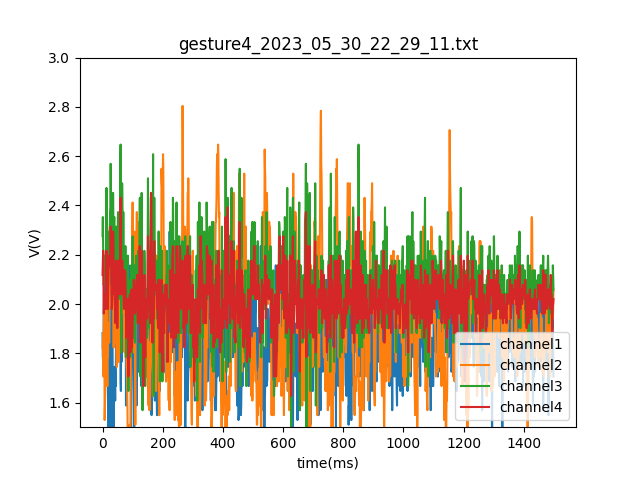 gesture4_2023_05_30_22_29_11.txt
3.0
2.8
2.6
2.4
2.2
2.0
1.8
1.6
V(V)
channel1
channel2
channel3
channel4
0 200 400 600 800 1000 1200 1400
time(ms)